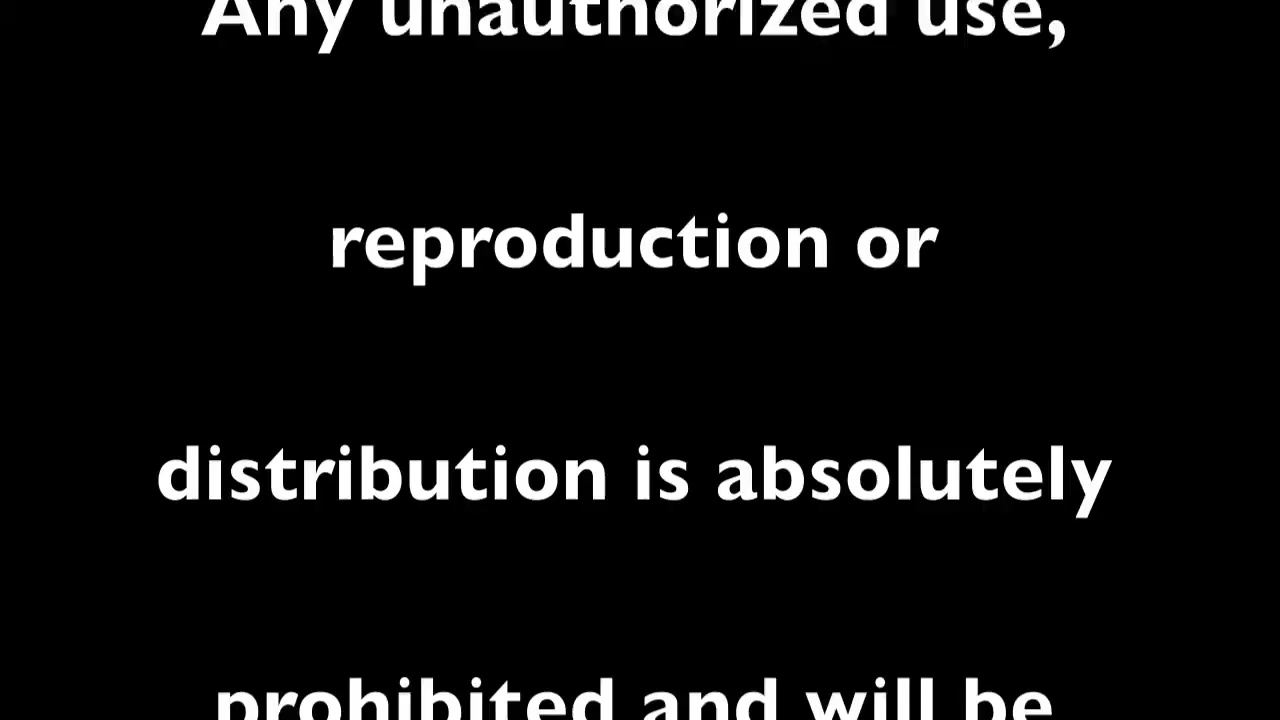 Any unauthorized use,
reproduction or
distribution is absolutely
prohibited and will be